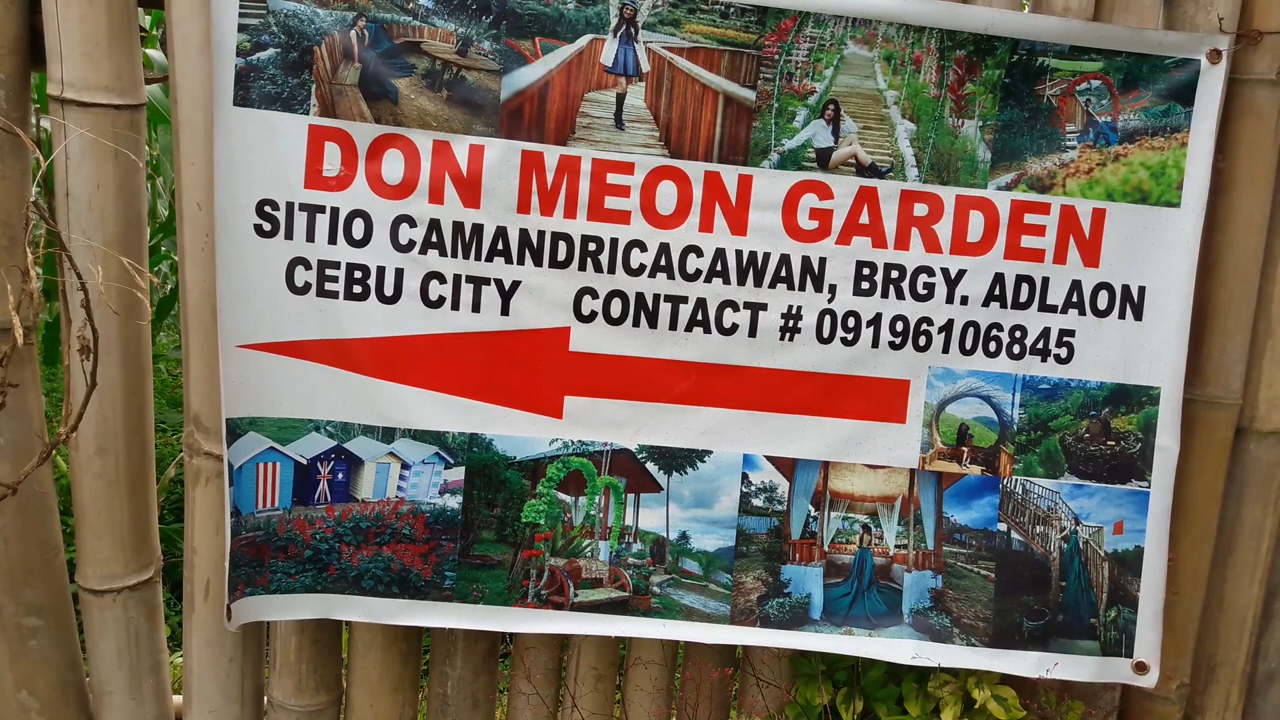 DON MEON GARDEN
SITIO CAMANDRICACAWAN, BRGY. ADLAON
CEBU CITY CONTACT # 09196106845